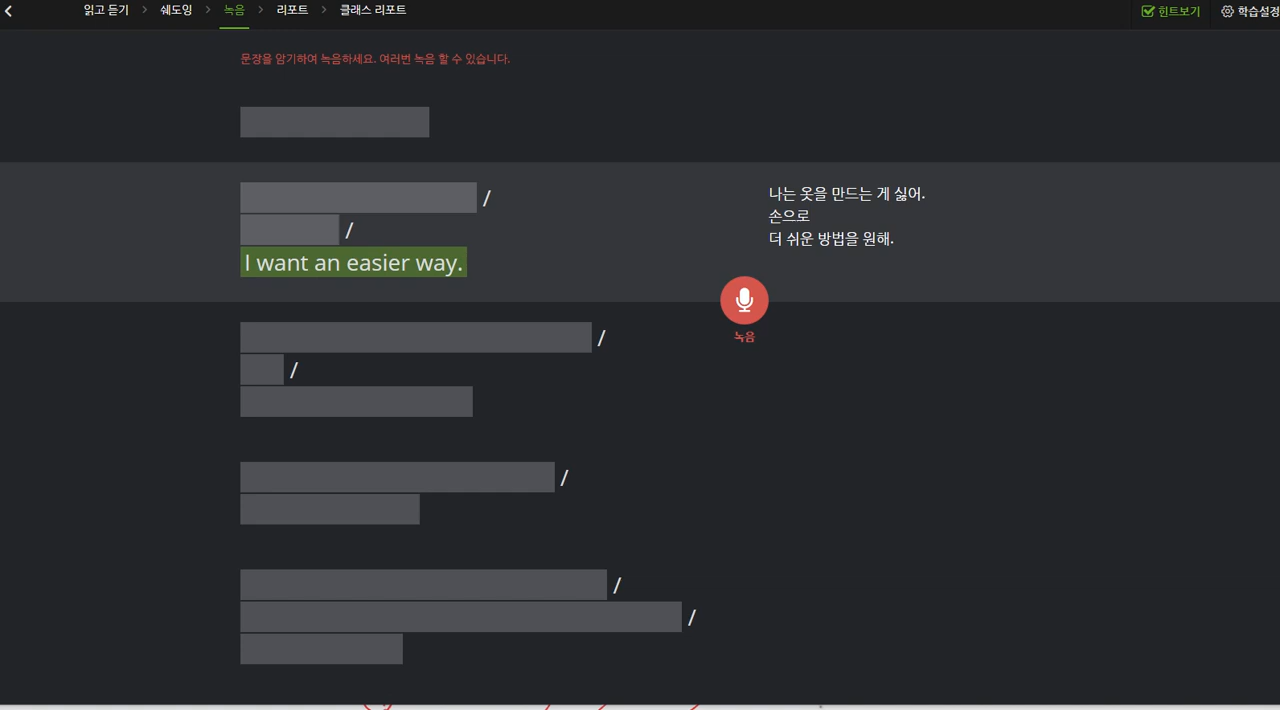 읽고 듣기 > 쉐도잉 > 녹음 > 리포트 > 클래스 리포트
힌트보기
학습설정
문장을 암기하여 녹음하세요. 여러번 녹음 할 수 있습니다.
/
/
I want an easier way.
나는 옷을 만드는 게 싫어.
손으로
더 쉬운 방법을 원해.
녹음
/
/
/
/
/